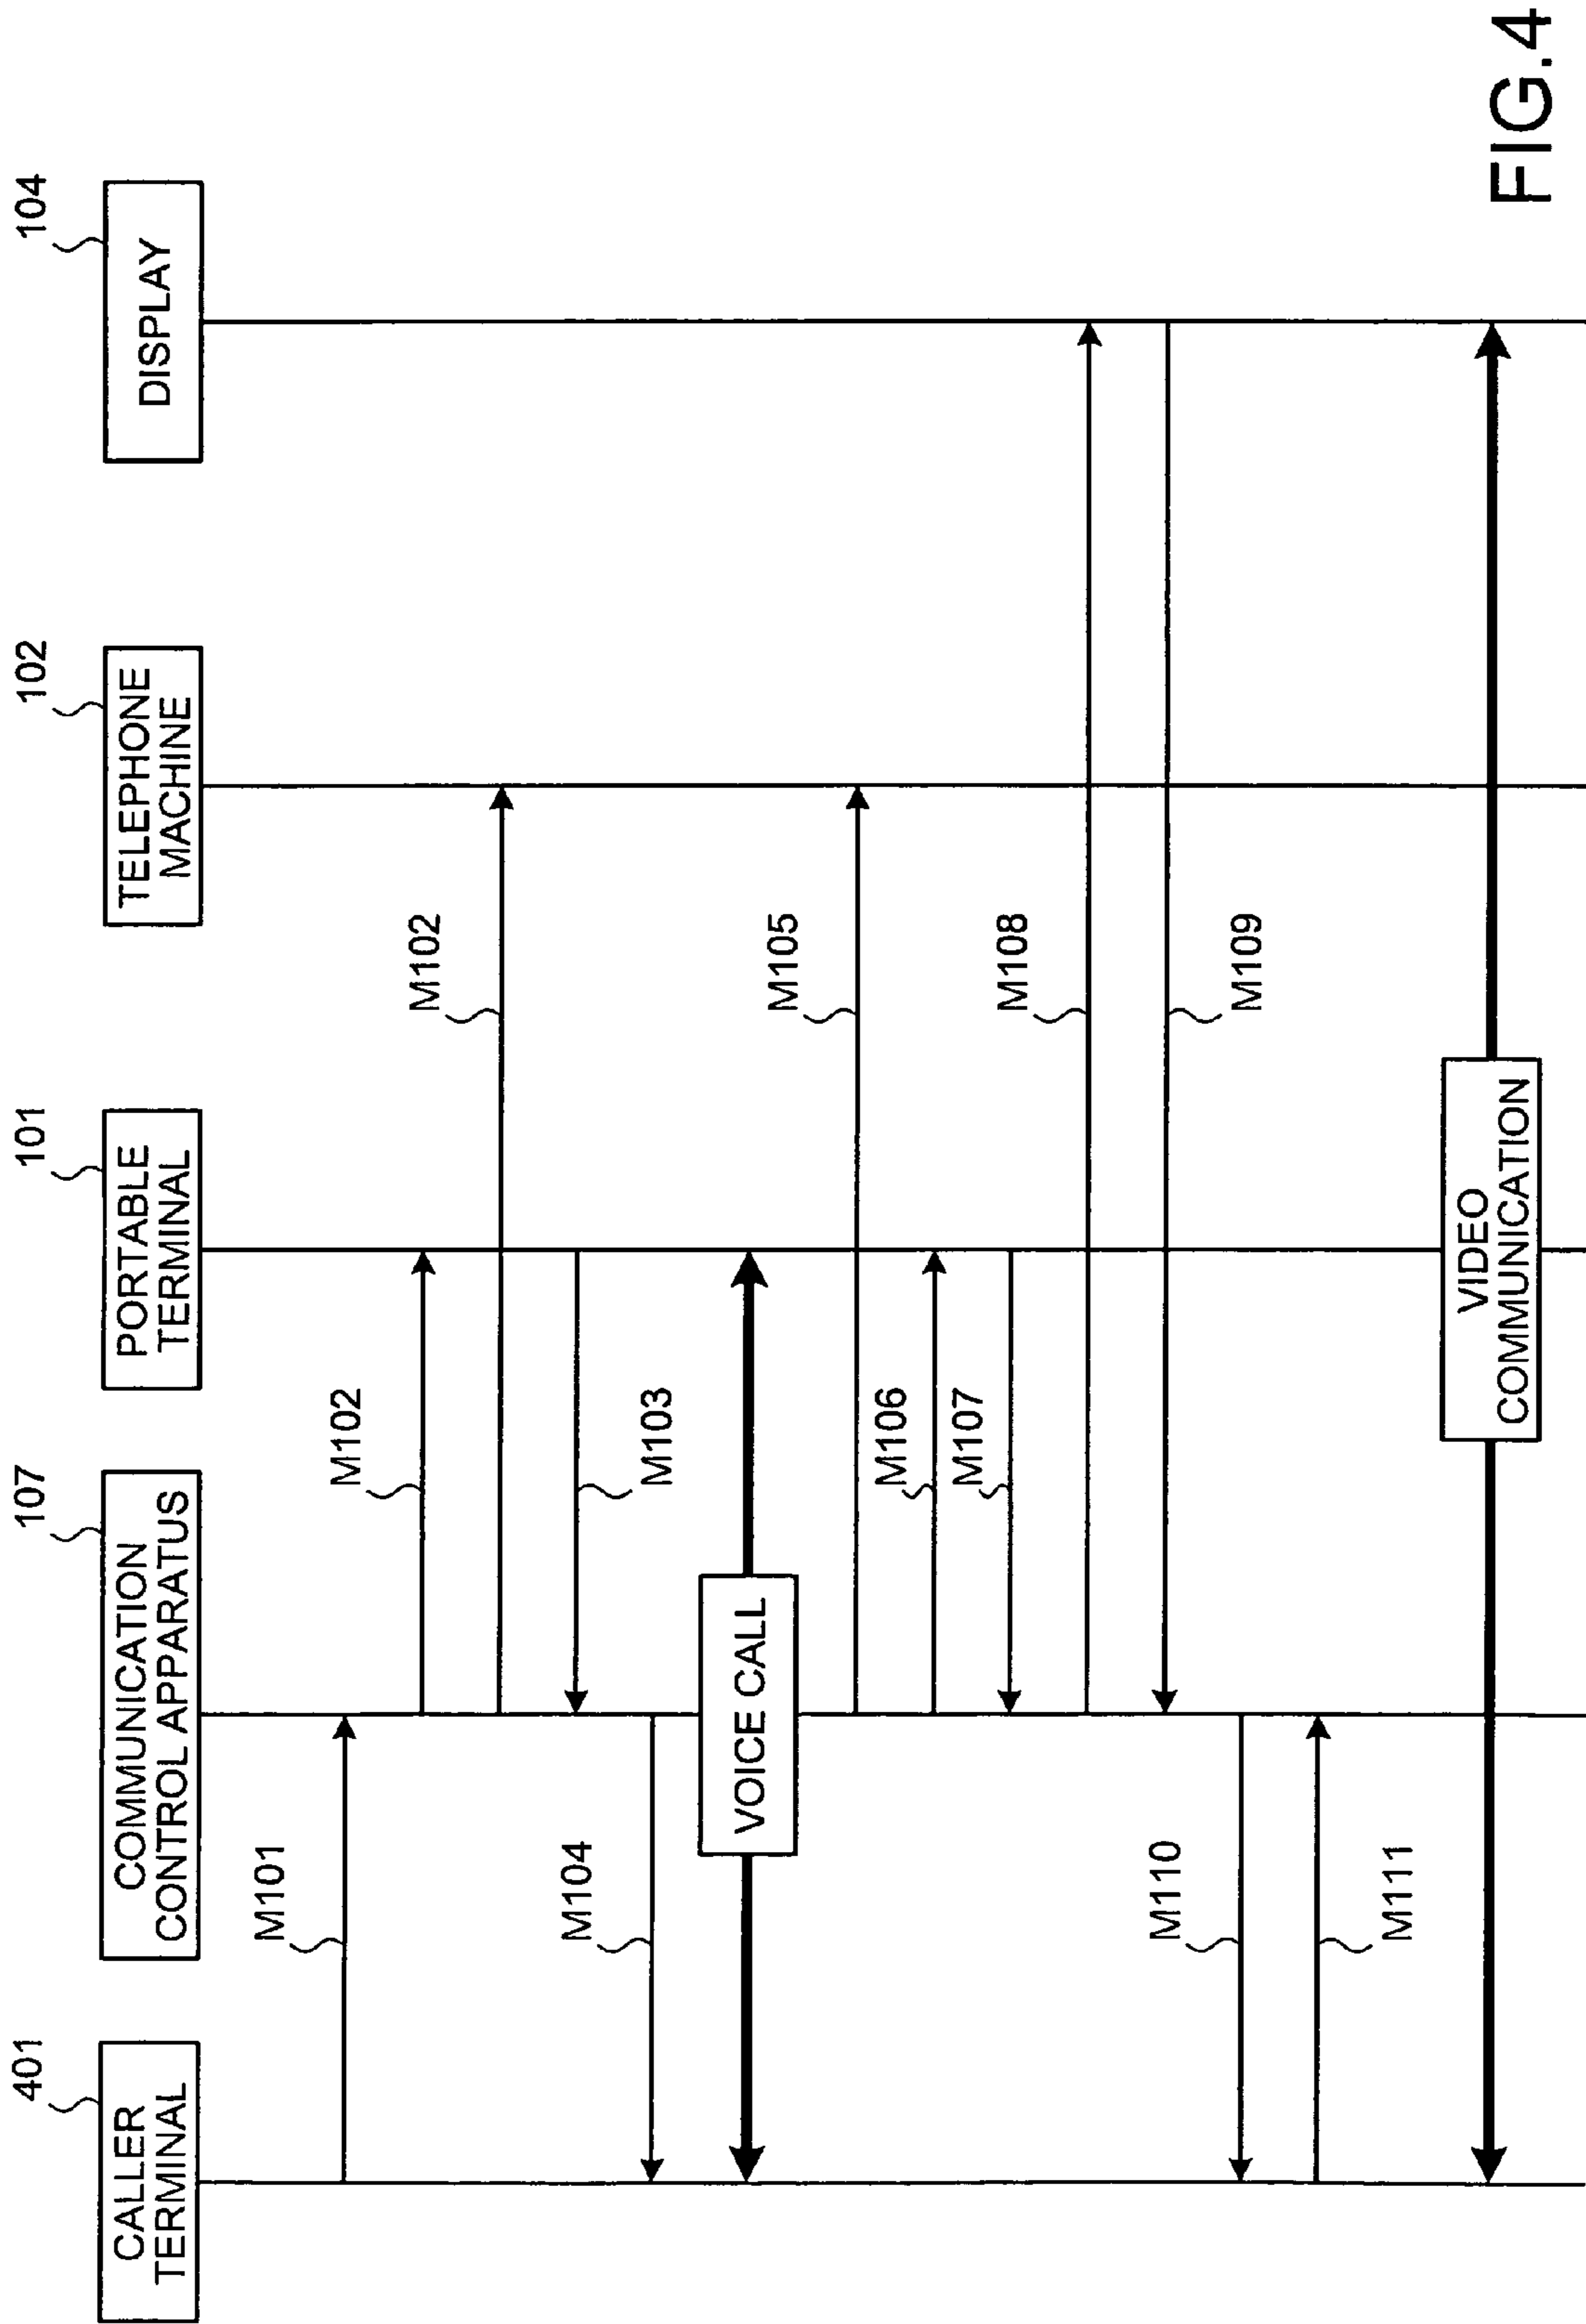 401
CALLER
TERMINAL
107
COMMUNICATION
CONTROL APPARATUS
101
PORTABLE
TERMINAL
102
TELEPHONE
MACHINE
104
DISPLAY
M101
M102
M102
M103
M104
VOICE CALL
M105
M106
M107
M108
M109
M110
M111
VIDEO
COMMUNICATION
FIG.4